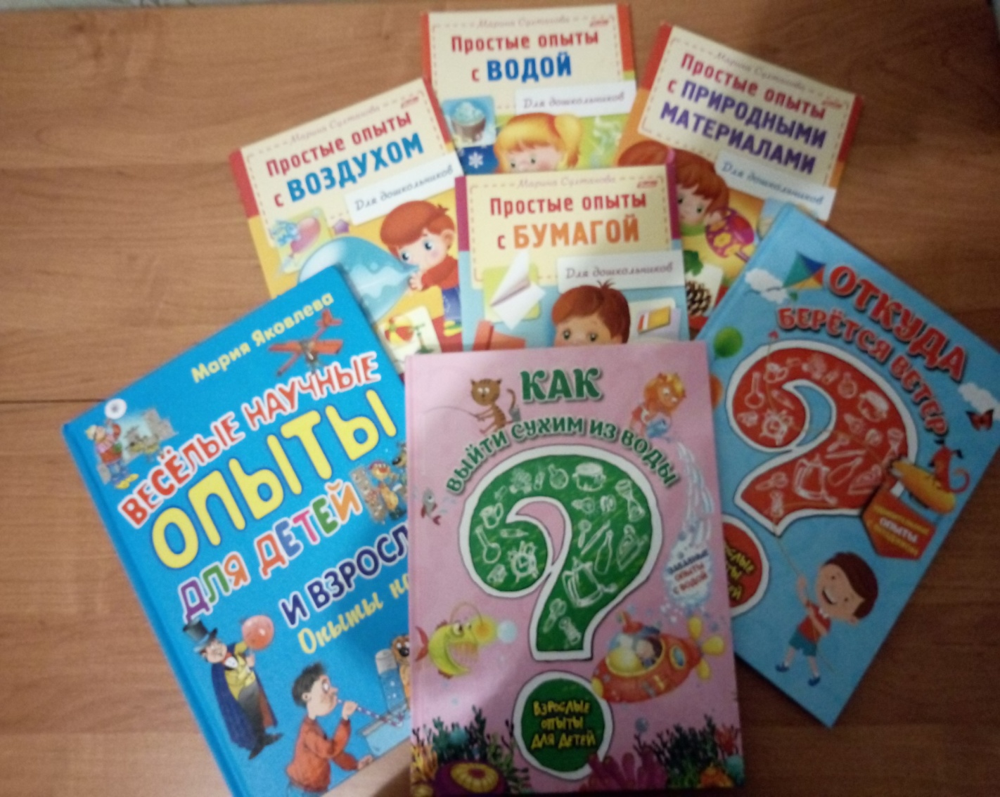 Марина Султанова
Простые опыты
с ВОДОЙ
Для дошкольников
Марина Султанова
Простые опыты
с ПРИРОДНЫМИ
МАТЕРИАЛАМИ
Для дошкольников
Марина Султанова
Простые опыты
с ВОЗДУХОМ
Для дошкольников
Марина Султанова
Простые опыты
с БУМАГОЙ
Для дошкольников
Мария Яковлева
ВЕСЁЛЫЕ НАУЧНЫЕ
ОПЫТЫ
ДЛЯ ДЕТЕЙ
И ВЗРОСЛ
Опыты
КАК
ВЫЙТИ СУХИМ ИЗ ВОДЫ
ЗАБАВНЫЕ
ОПЫТЫ
С ВОДОЙ
ВЗРОСЛЫЕ
ОПЫТЫ
ДЛЯ ДЕТЕЙ
ОТКУДА
БЕРЁТСЯ ВЕТЕР,
ОПЫТЫ